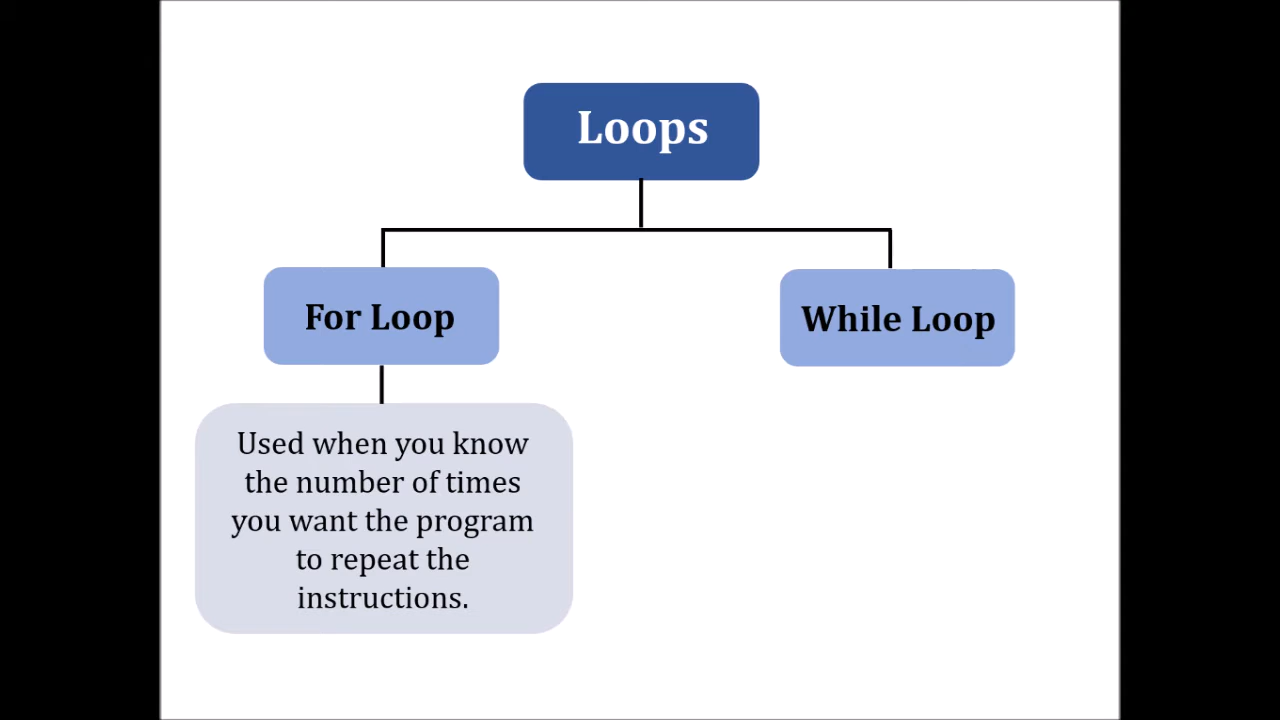 Loops
For Loop
While Loop
Used when you know
the number of times
you want the program
to repeat the
instructions.